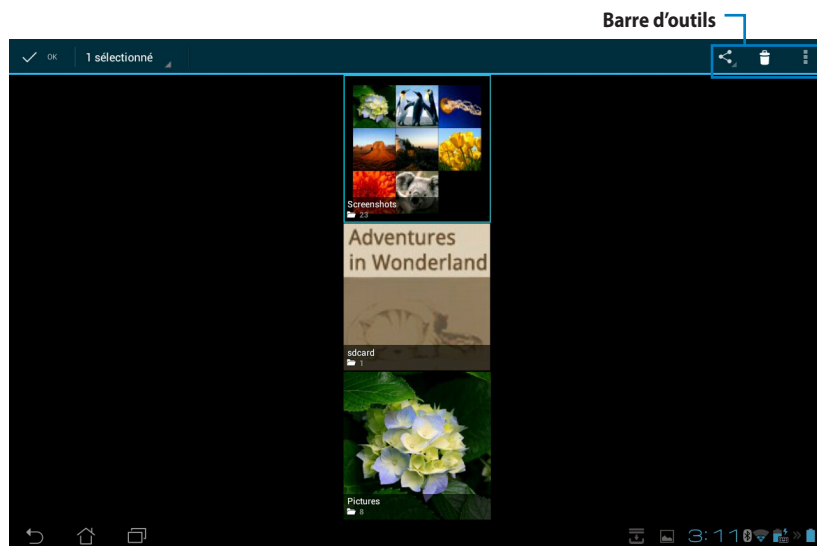 Barre d'outils
OK
1 sélectionné
Screenshots
23
Adventures
in Wonderland
sdcard
1
Pictures
8
3:11